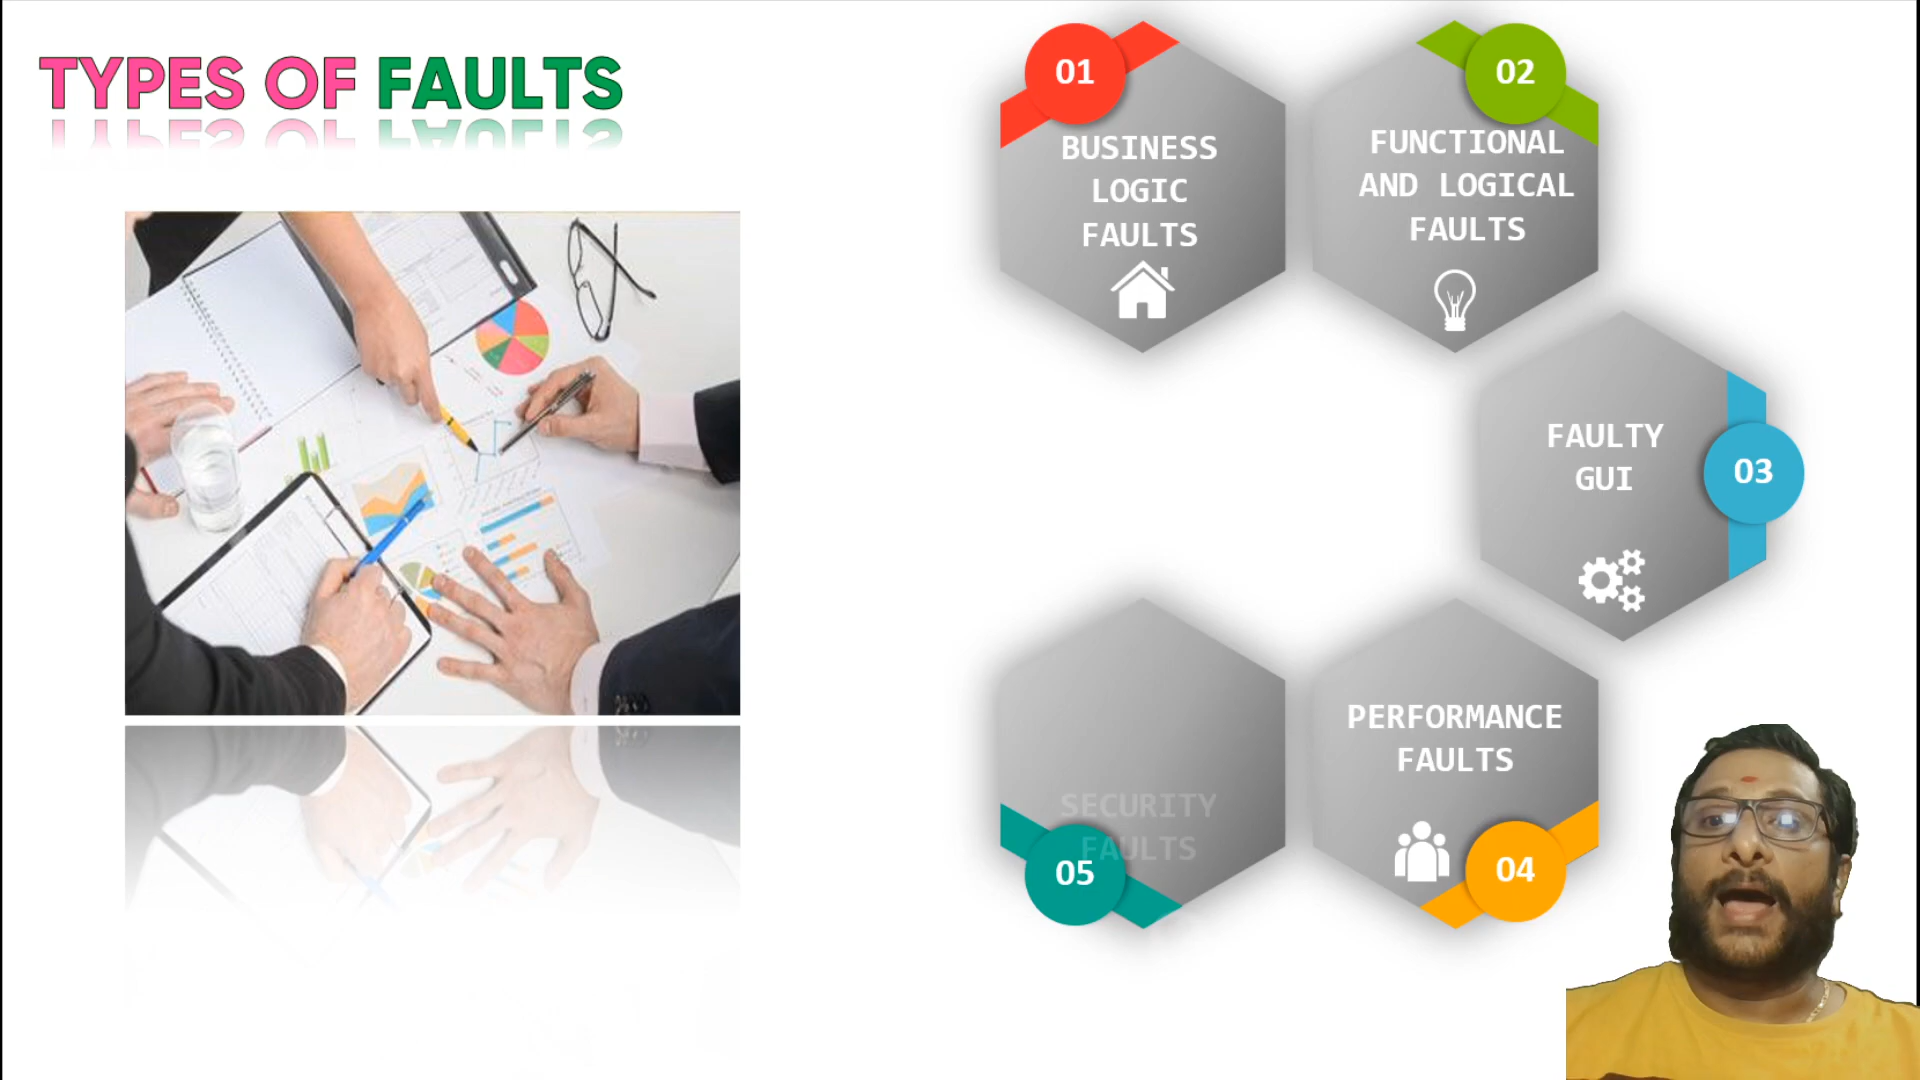 TYPES OF FAULTS
01
BUSINESS
LOGIC
FAULTS
02
FUNCTIONAL
AND LOGICAL
FAULTS
03
FAULTY
GUI
04
PERFORMANCE
FAULTS
05
SECURITY
FAULTS